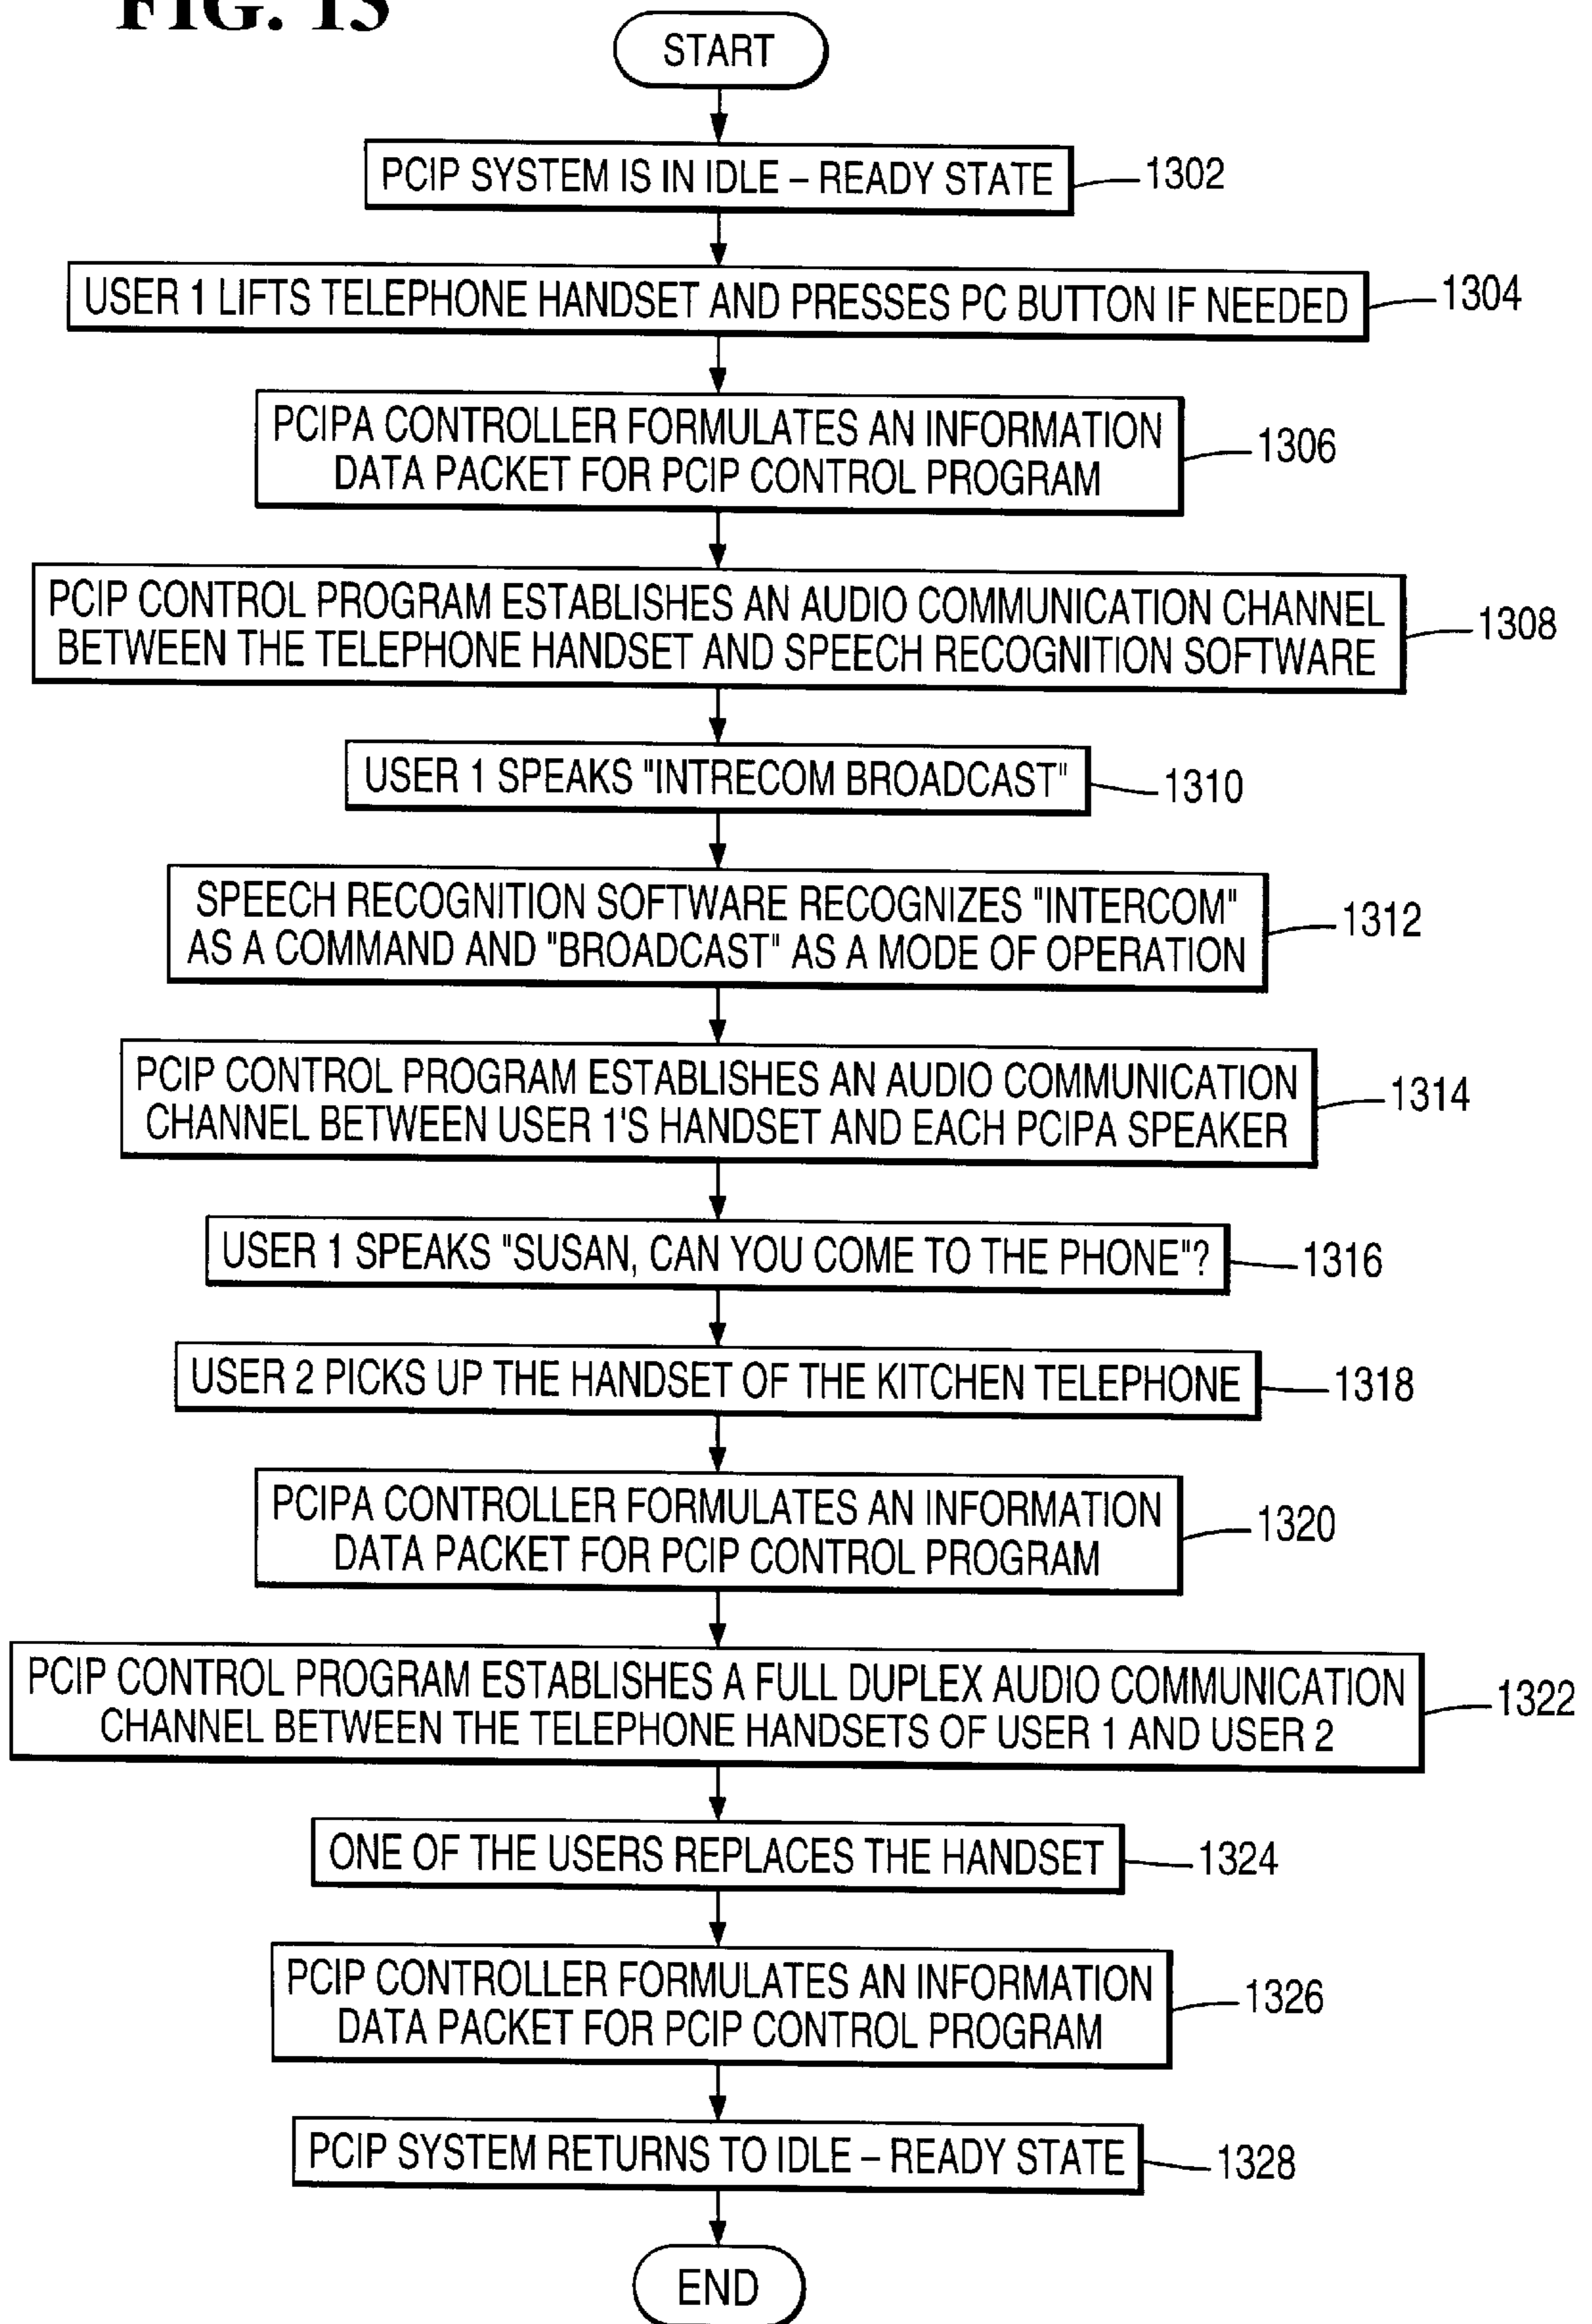 FIG. 13
START
PCIP SYSTEM IS IN IDLE – READY STATE
1302
USER 1 LIFTS TELEPHONE HANDSET AND PRESSES PC BUTTON IF NEEDED
1304
PCIPA CONTROLLER FORMULATES AN INFORMATION
DATA PACKET FOR PCIP CONTROL PROGRAM
1306
PCIP CONTROL PROGRAM ESTABLISHES AN AUDIO COMMUNICATION CHANNEL
BETWEEN THE TELEPHONE HANDSET AND SPEECH RECOGNITION SOFTWARE
1308
USER 1 SPEAKS "INTRECOM BROADCAST"
1310
SPEECH RECOGNITION SOFTWARE RECOGNIZES "INTERCOM"
AS A COMMAND AND "BROADCAST" AS A MODE OF OPERATION
1312
PCIP CONTROL PROGRAM ESTABLISHES AN AUDIO COMMUNICATION
CHANNEL BETWEEN USER 1'S HANDSET AND EACH PCIPA SPEAKER
1314
USER 1 SPEAKS "SUSAN, CAN YOU COME TO THE PHONE"?
1316
USER 2 PICKS UP THE HANDSET OF THE KITCHEN TELEPHONE
1318
PCIPA CONTROLLER FORMULATES AN INFORMATION
DATA PACKET FOR PCIP CONTROL PROGRAM
1320
PCIP CONTROL PROGRAM ESTABLISHES A FULL DUPLEX AUDIO COMMUNICATION
CHANNEL BETWEEN THE TELEPHONE HANDSETS OF USER 1 AND USER 2
1322
ONE OF THE USERS REPLACES THE HANDSET
1324
PCIP CONTROLLER FORMULATES AN INFORMATION
DATA PACKET FOR PCIP CONTROL PROGRAM
1326
PCIP SYSTEM RETURNS TO IDLE – READY STATE
1328
END